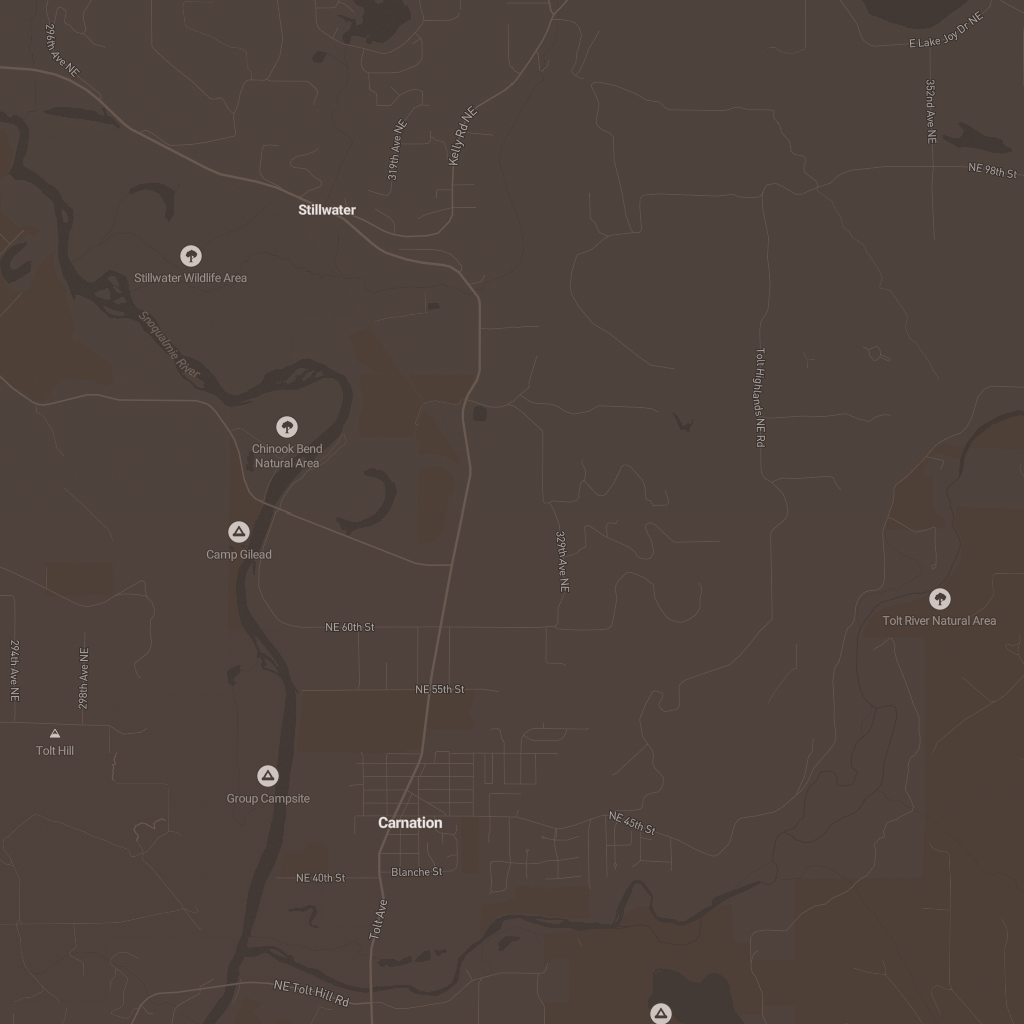 296th Ave NE
E Lake Joy Dr NE
352nd Ave NE
319th Ave NE
Kelly Rd NE
NE 98th St
Stillwater
Stillwater Wildlife Area
Snoqualmie River
Tolt Highlands NE Rd
Chinook Bend
Natural Area
Camp Gilead
329th Ave NE
Tolt River Natural Area
NE 60th St
294th Ave NE
298th Ave NE
NE 55th St
Tolt Hill
Group Campsite
Carnation
NE 45th St
Blanche St
NE 40th St
Tolt Ave
NE Tolt Hill Rd